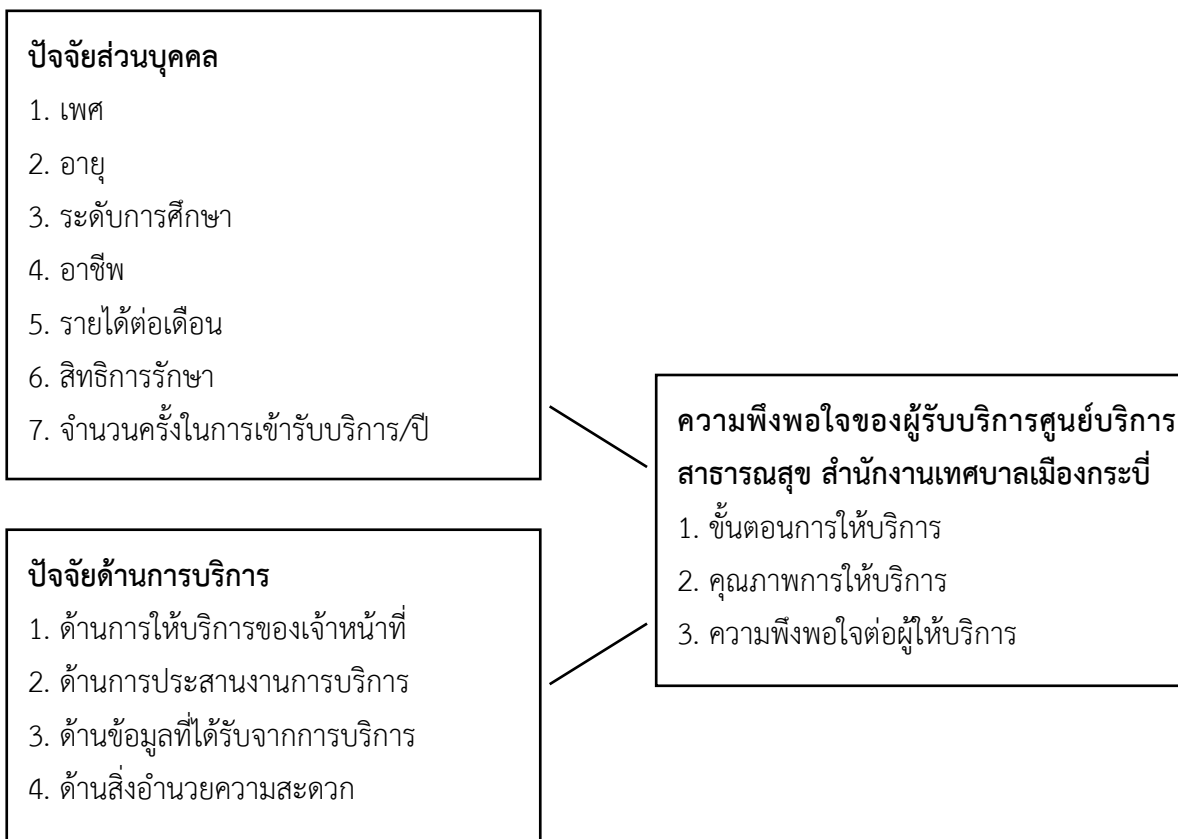 ปัจจัยส่วนบุคคล
1. เพศ
2. อายุ
3. ระดับการศึกษา
4. อาชีพ
5. รายได้ต่อเดือน
6. สิทธิการรักษา
7. จำนวนครั้งในการเข้ารับบริการ/ปี
ปัจจัยด้านการบริการ
1. ด้านการให้บริการของเจ้าหน้าที่
2. ด้านการประสานงานการบริการ
3. ด้านข้อมูลที่ได้รับจากการบริการ
4. ด้านสิ่งอำนวยความสะดวก
ความพึงพอใจของผู้รับบริการศูนย์บริการ
สาธารณสุข สำนักงานเทศบาลเมืองกระบี่
1. ขั้นตอนการให้บริการ
2. คุณภาพการให้บริการ
3. ความพึงพอใจต่อผู้ให้บริการ